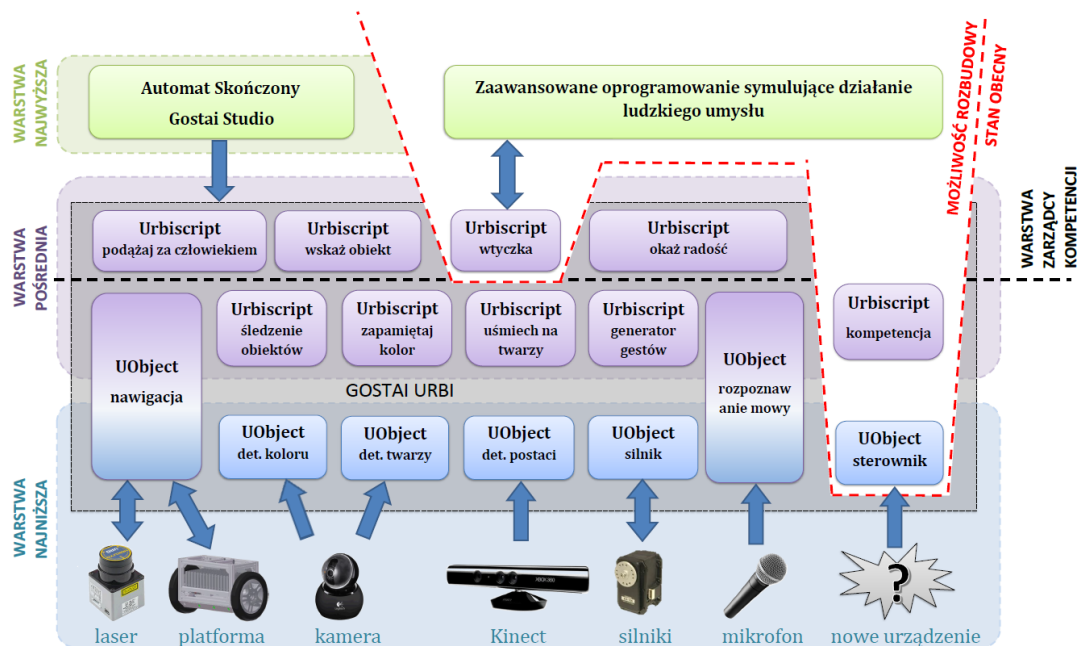 WARSTWA
NAJWYŻSZA
Automat Skończony
Gostai Studio
Zaawansowane oprogramowanie symulujące działanie
ludzkiego umysłu
MOŻLIWOŚĆ ROZBUDOWY
STAN OBECNY
WARSTWA
POŚREDNIA
Urbiscript
podążaj za człowiekiem
Urbiscript
wskaż obiekt
Urbiscript
wtyczka
Urbiscript
okaż radość
WARSTWA
ZARZĄDCY
KOMPETENCJI
UObject
nawigacja
Urbiscript
śledzenie
obiektów
Urbiscript
zapamiętaj
kolor
Urbiscript
uśmiech na
twarzy
Urbiscript
generator
gestów
UObject
rozpoznaw
anie mowy
Urbiscript
kompetencja
GOSTAI URBI
WARSTWA
NAJNIŻSZA
UObject
det. koloru
UObject
det. twarzy
UObject
det. postaci
UObject
silnik
UObject
sterownik
XBOX360
?
laser
platforma
kamera
Kinect
silniki
mikrofon
nowe urządzenie